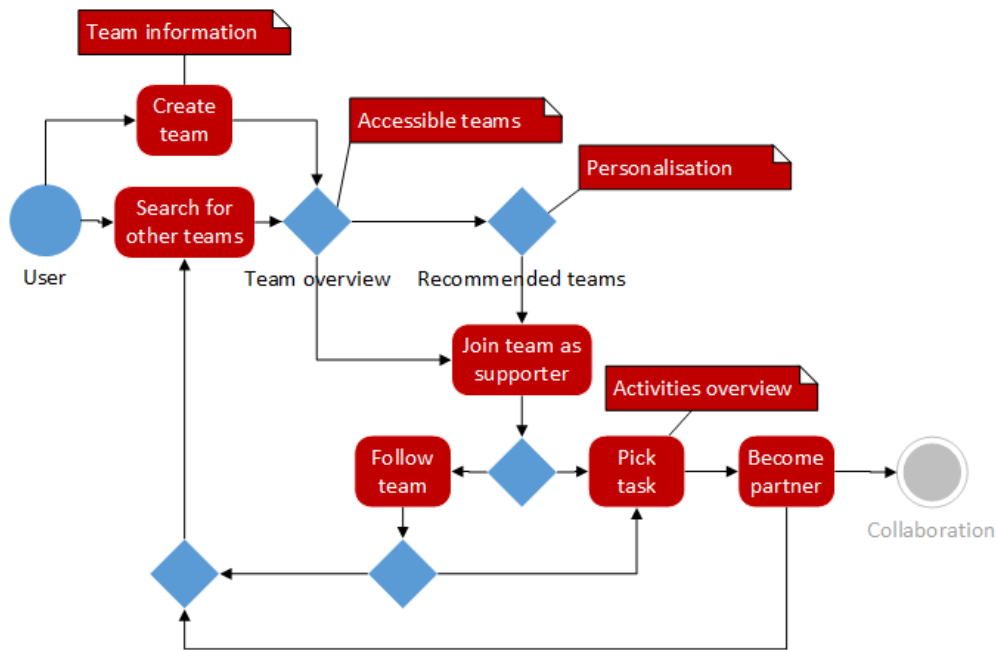 Team information
Create
team
Accessible teams
Personalisation
Search for
other teams
User
Team overview
Recommended teams
Join team as
supporter
Activities overview
Follow
team
Pick
task
Become
partner
Collaboration